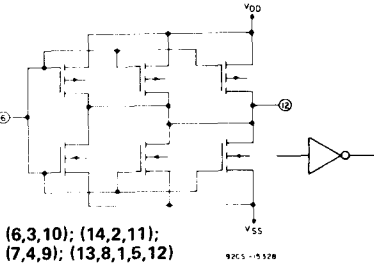 VDD
6
12
VSS
(6,3,10); (14,2,11);
(7,4,9); (13,8,1,5,12)
92CS-15328